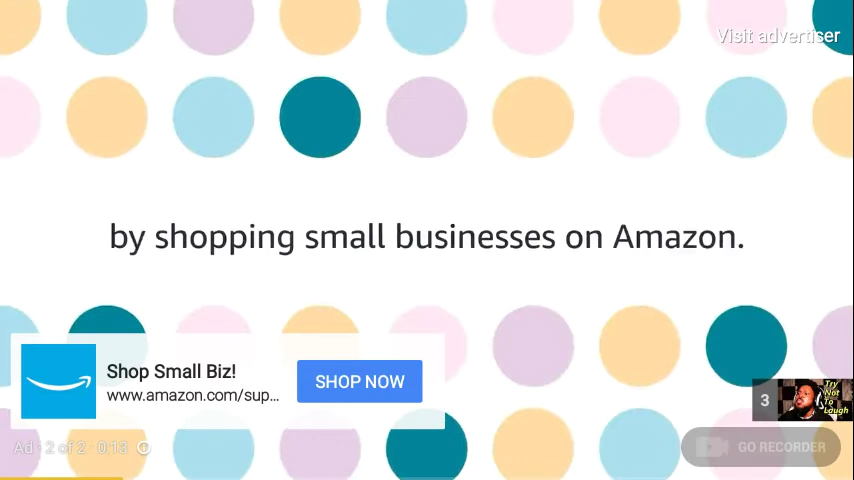 Visit advertiser
by shopping small businesses on Amazon.
Shop Small Biz!
www.amazon.com/sup...
SHOP NOW
3
Try
Not
To
Laugh
Ad · 2 of 2 · 0:13
GO RECORDER